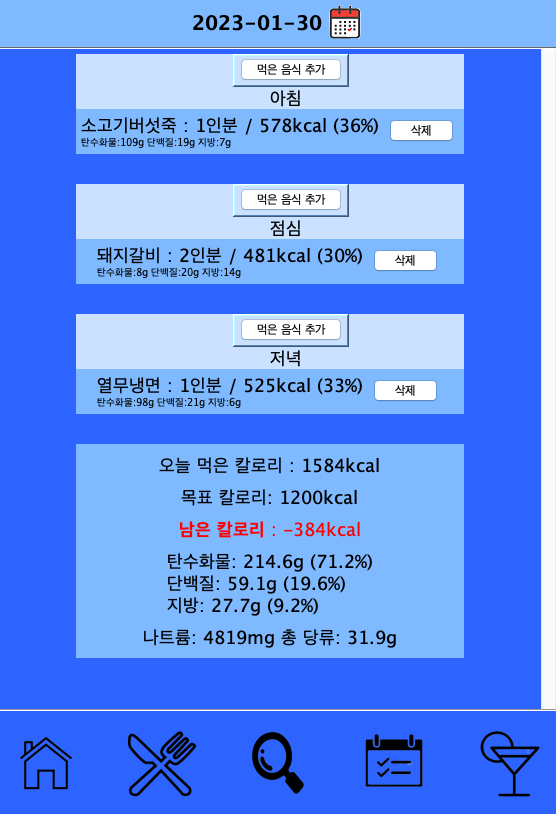 2023-01-30
먹은 음식 추가
아침
소고기버섯죽 : 1인분 / 578kcal (36%)
삭제
탄수화물:109g 단백질:19g 지방:7g
먹은 음식 추가
점심
돼지갈비 : 2인분 / 481kcal (30%)
삭제
탄수화물:8g 단백질:20g 지방:14g
먹은 음식 추가
저녁
열무냉면 : 1인분 / 525kcal (33%)
삭제
탄수화물:98g 단백질:21g 지방:6g
오늘 먹은 칼로리 : 1584kcal
목표 칼로리: 1200kcal
남은 칼로리 : -384kcal
탄수화물: 214.6g (71.2%)
단백질: 59.1g (19.6%)
지방: 27.7g (9.2%)
나트륨: 4819mg 총 당류: 31.9g